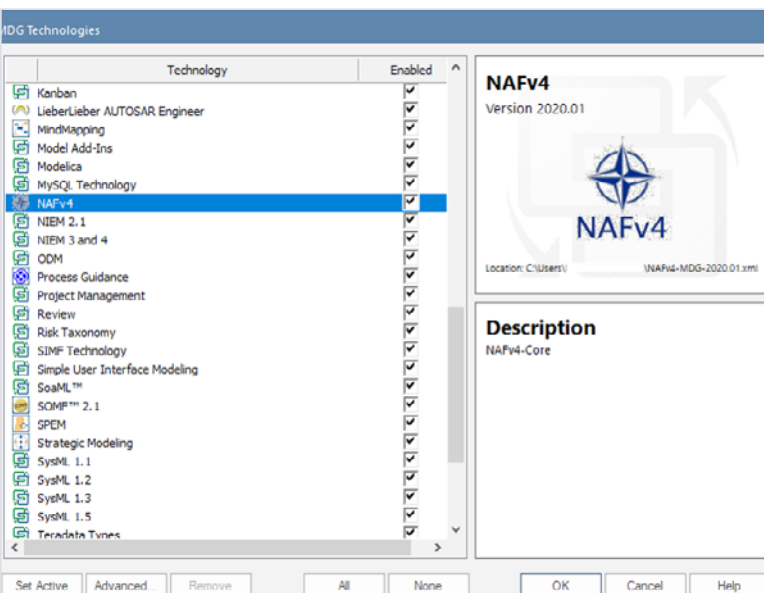 MDG Technologies
Technology Enabled
Kanban
LieberLieber AUTOSAR Engineer
MindMapping
Model Add-Ins
Modelica
MySQL Technology
NAFv4
NIEM 2.1
NIEM 3 and 4
ODM
Process Guidance
Project Management
Review
Risk Taxonomy
SIMF Technology
Simple User Interface Modeling
SoaML™
SOMF™ 2.1
SPEM
Strategic Modeling
SysML 1.1
SysML 1.2
SysML 1.3
SysML 1.5
Teradata Types
NAFv4
Version 2020.01
NAFv4
Location: C:\Users\ \NAFv4-MDG-2020.01.xml
Description
NAFv4-Core
Set Active Advanced... Remove All None OK Cancel Help